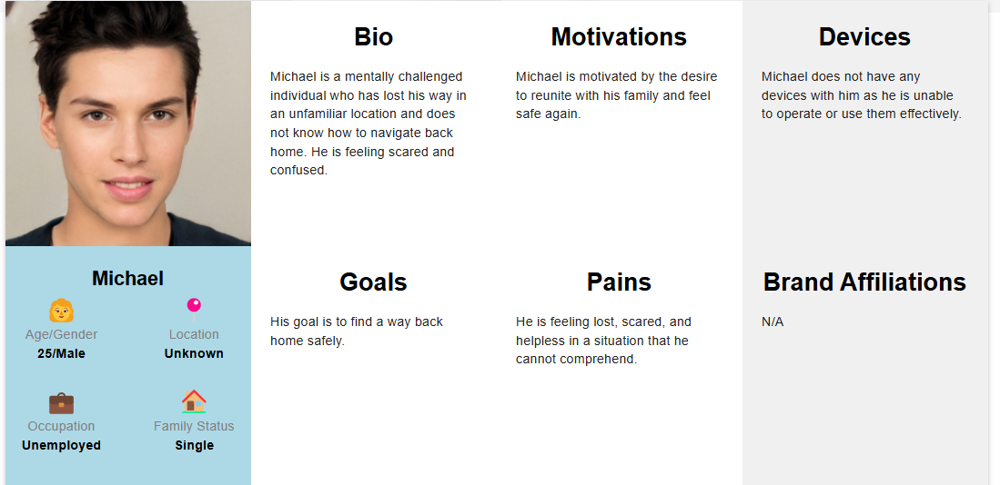 Bio
Michael is a mentally challenged
individual who has lost his way in
an unfamiliar location and does
not know how to navigate back
home. He is feeling scared and
confused.
Motivations
Michael is motivated by the desire
to reunite with his family and feel
safe again.
Devices
Michael does not have any
devices with him as he is unable
to operate or use them effectively.
Michael
Age/Gender
25/Male
Location
Unknown
Occupation
Unemployed
Family Status
Single
Goals
His goal is to find a way back
home safely.
Pains
He is feeling lost, scared, and
helpless in a situation that he
cannot comprehend.
Brand Affiliations
N/A